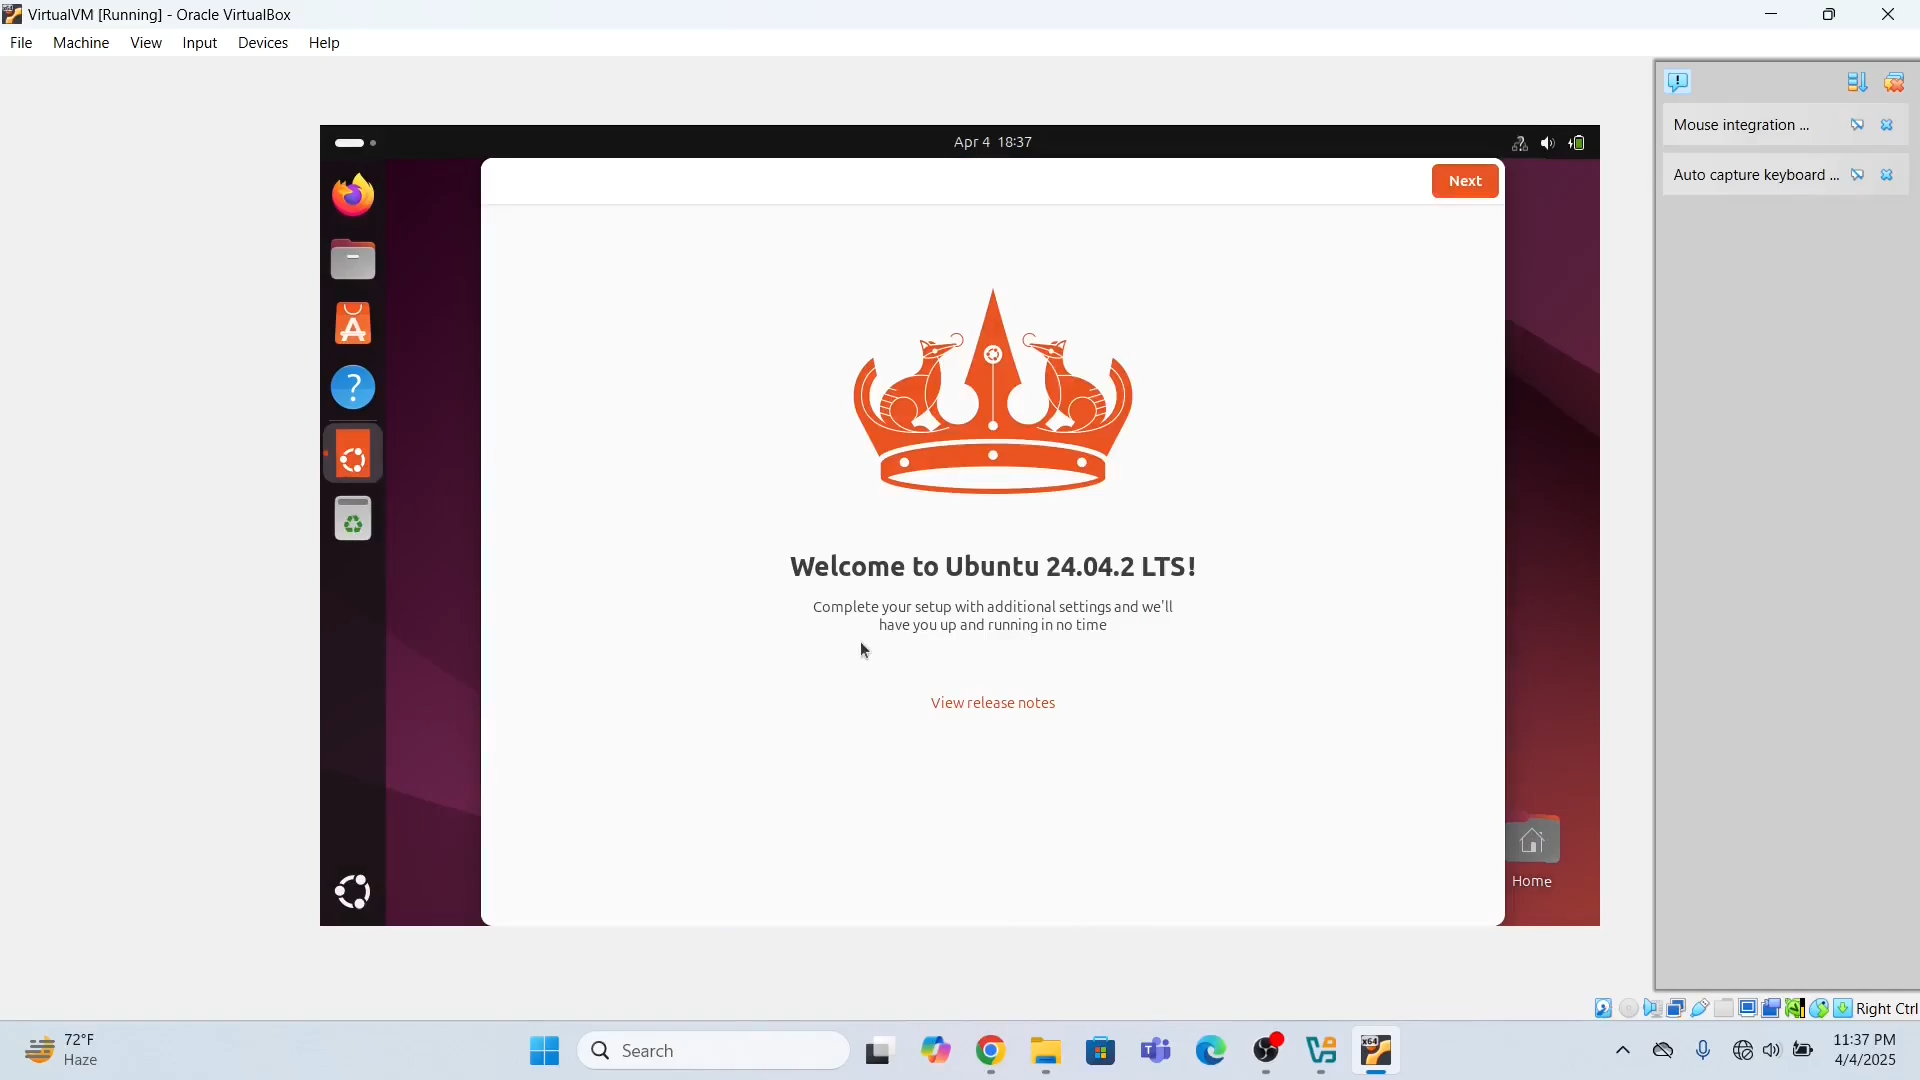 VirtualVM [Running] - Oracle VirtualBox
File Machine View Input Devices Help
Mouse integration ...
Auto capture keyboard ...
Apr 4 18:37
Next
Welcome to Ubuntu 24.04.2 LTS!
Complete your setup with additional settings and we'll
have you up and running in no time
View release notes
Home
Right Ctrl
72°F
Haze
Search
x64
11:37 PM
4/4/2025